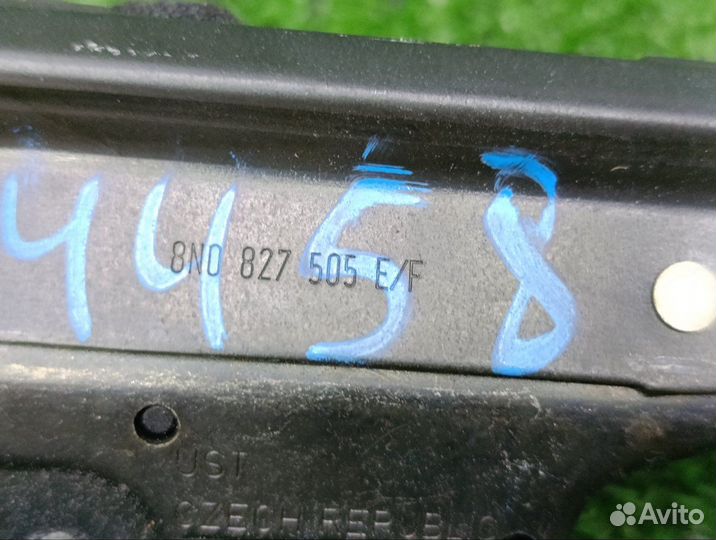 4458
8N0 827 505 E/F
UST
CZECH REPUBLIC
Avito